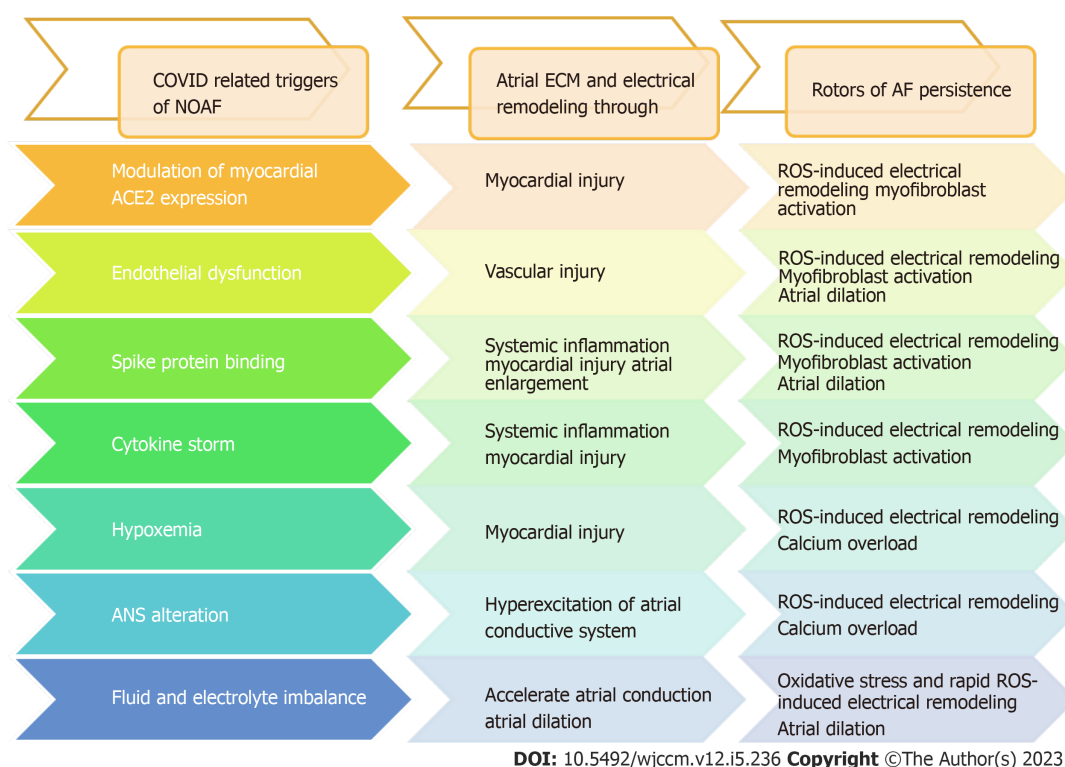 COVID related triggers
of NOAF
Atrial ECM and electrical
remodeling through
Rotors of AF persistence
Modulation of myocardial
ACE2 expression
Myocardial injury
ROS-induced electrical
remodeling myofibroblast
activation
Endothelial dysfunction
Vascular injury
ROS-induced electrical remodeling
Myofibroblast activation
Atrial dilation
Spike protein binding
Systemic inflammation
myocardial injury atrial
enlargement
ROS-induced electrical remodeling
Myofibroblast activation
Atrial dilation
Cytokine storm
Systemic inflammation
myocardial injury
ROS-induced electrical remodeling
Myofibroblast activation
Hypoxemia
Myocardial injury
ROS-induced electrical remodeling
Calcium overload
ANS alteration
Hyperexcitation of atrial
conductive system
ROS-induced electrical remodeling
Calcium overload
Fluid and electrolyte imbalance
Accelerate atrial conduction
atrial dilation
Oxidative stress and rapid ROS-
induced electrical remodeling
Atrial dilation
DOI: 10.5492/wjccm.v12.i5.236 Copyright ©The Author(s) 2023